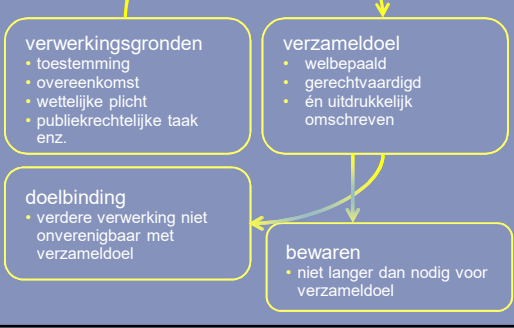 verwerkingsgronden
• toestemming
• overeenkomst
• wettelijke plicht
• publiekrechtelijke taak
enz.
verzameldoel
• welbepaald
• gerechtvaardigd
• én uitdrukkelijk
omschreven
doelbinding
• verdere verwerking niet
onverenigbaar met
verzameldoel
bewaren
• niet langer dan nodig voor
verzameldoel